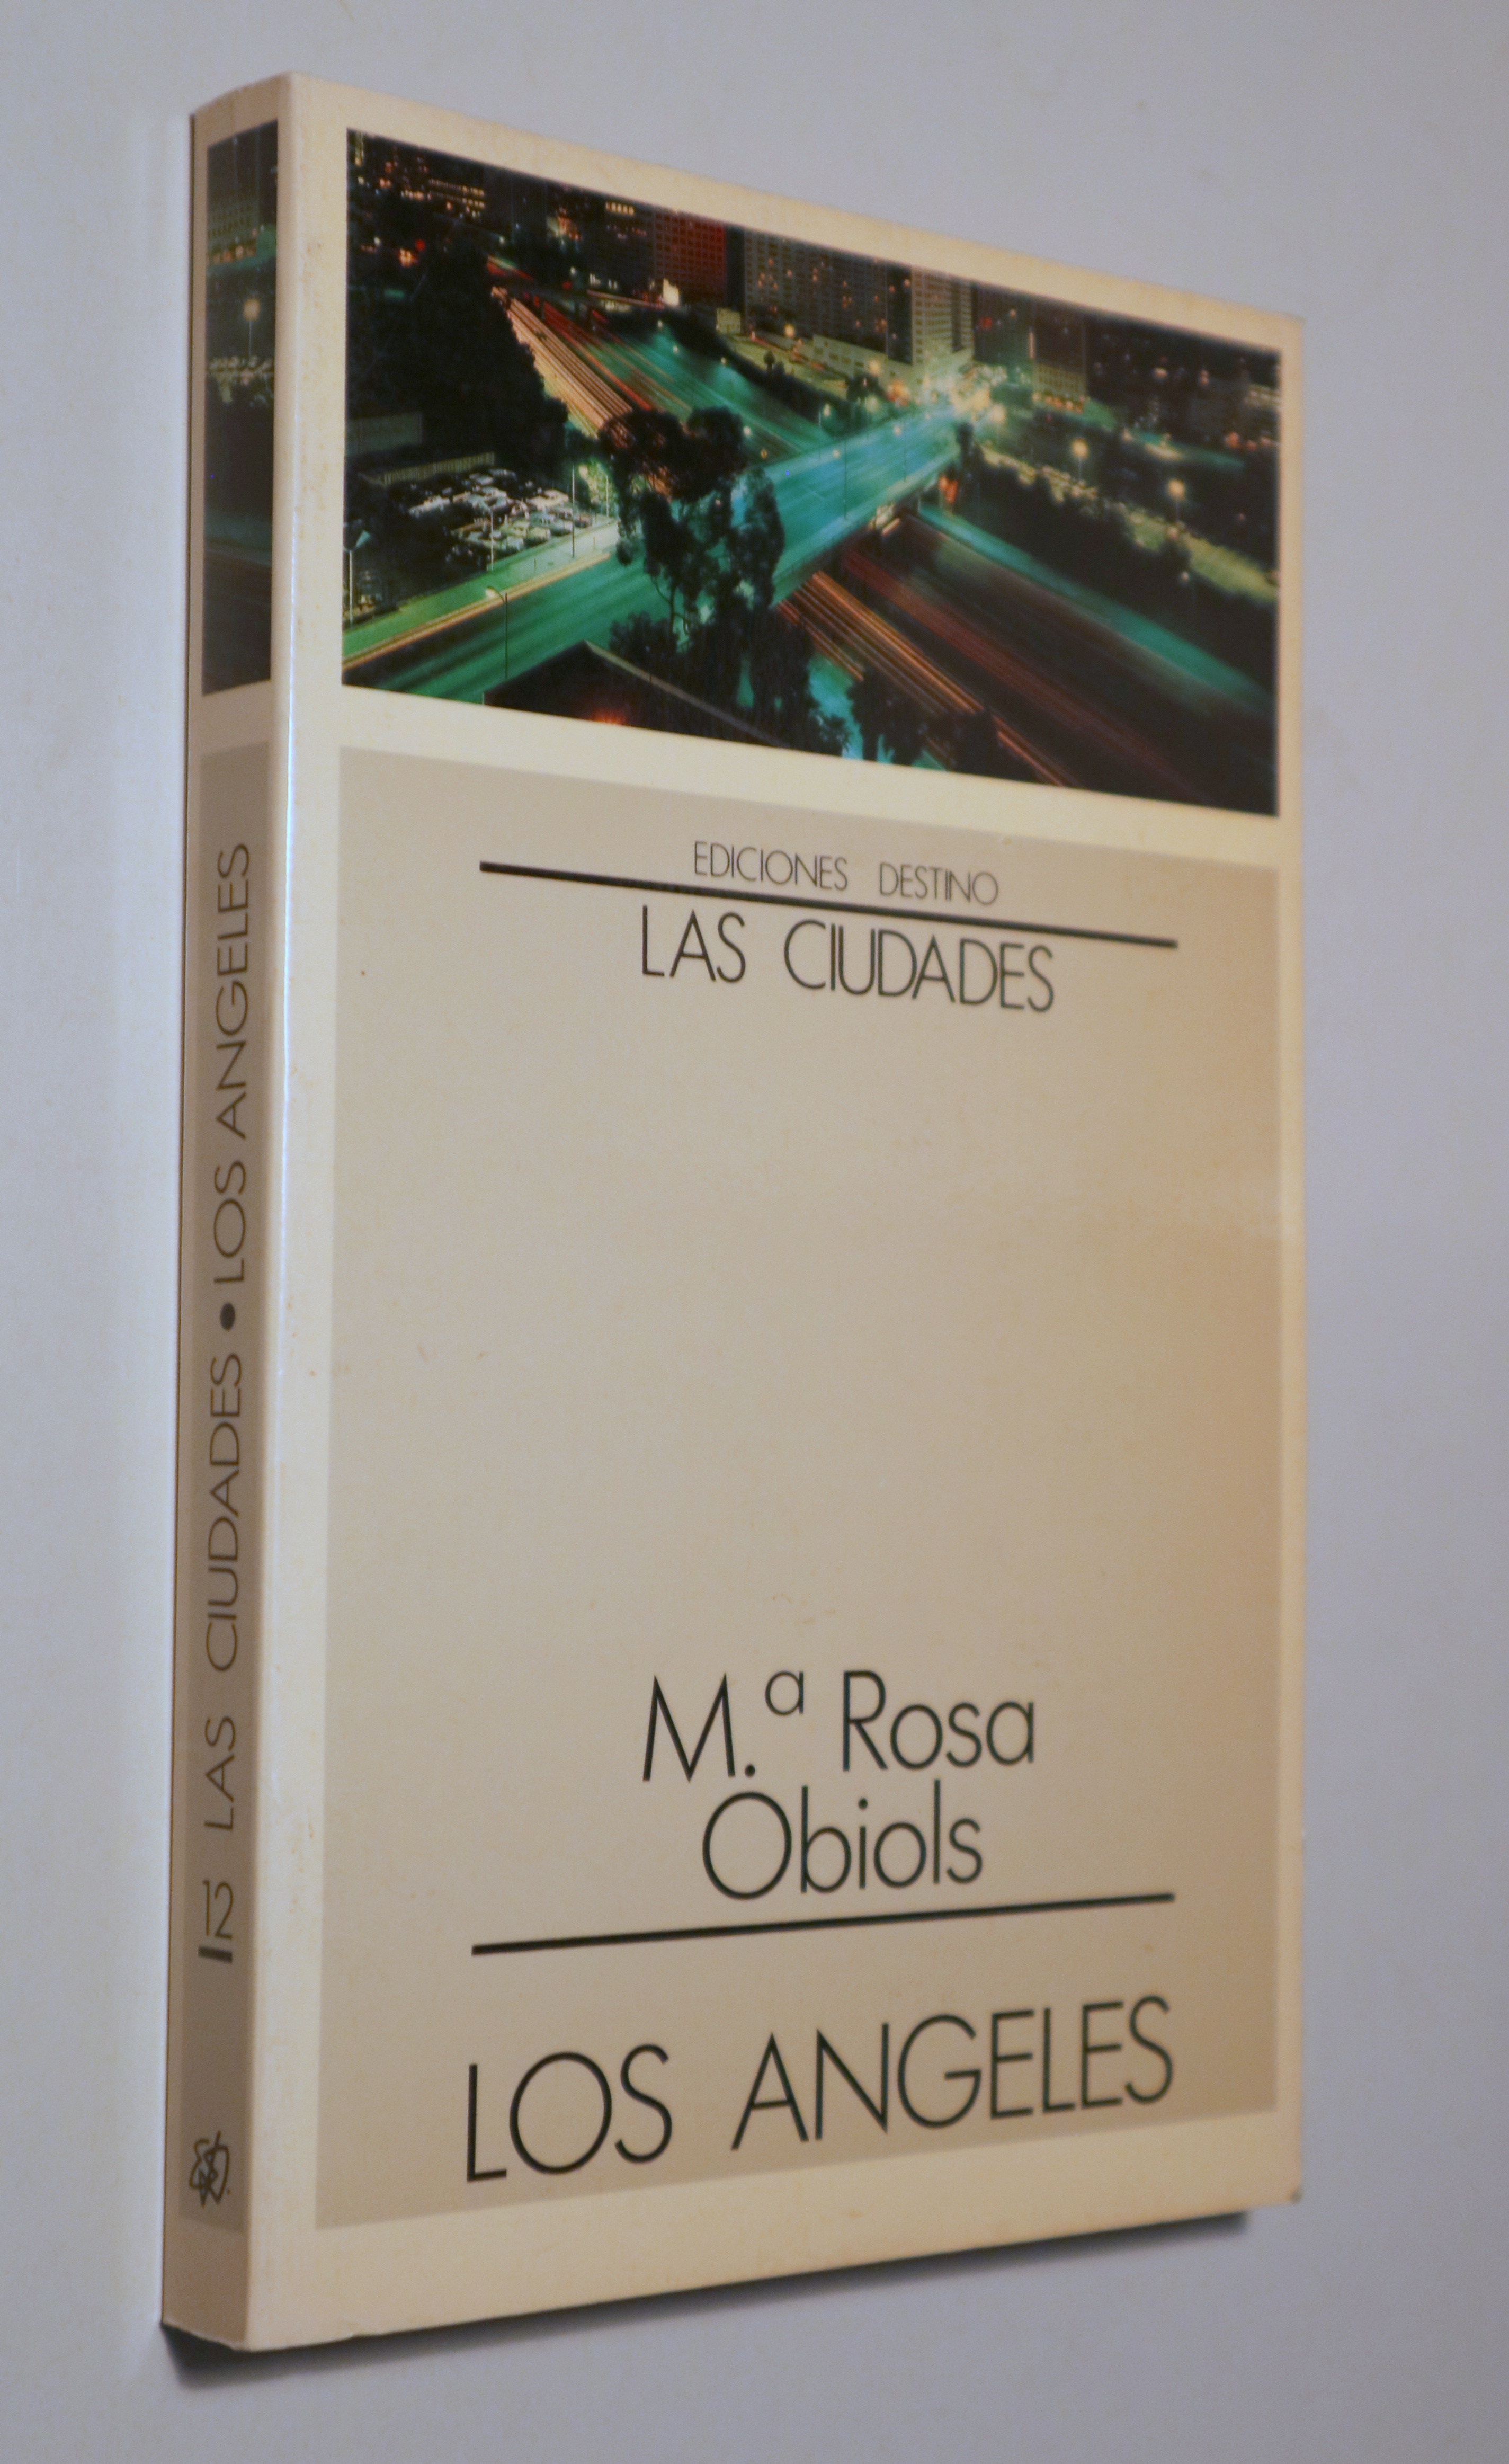 EDICIONES DESTINO
LAS CIUDADES
M.ª Rosa
Obiols
LOS ANGELES
12 LAS CIUDADES • LOS ANGELES